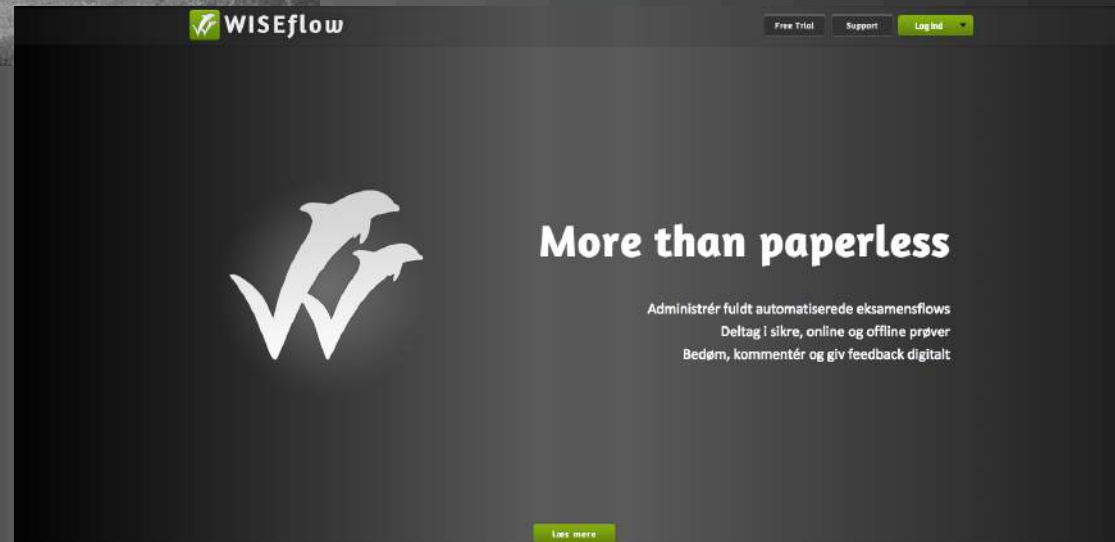 WISEflow
Free Trial
Support
Log ind
More than paperless
Administrér fuldt automatiserede eksamensflows
Deltag i sikre, online og offline prøver
Bedøm, kommentér og giv feedback digitalt
Læs mere